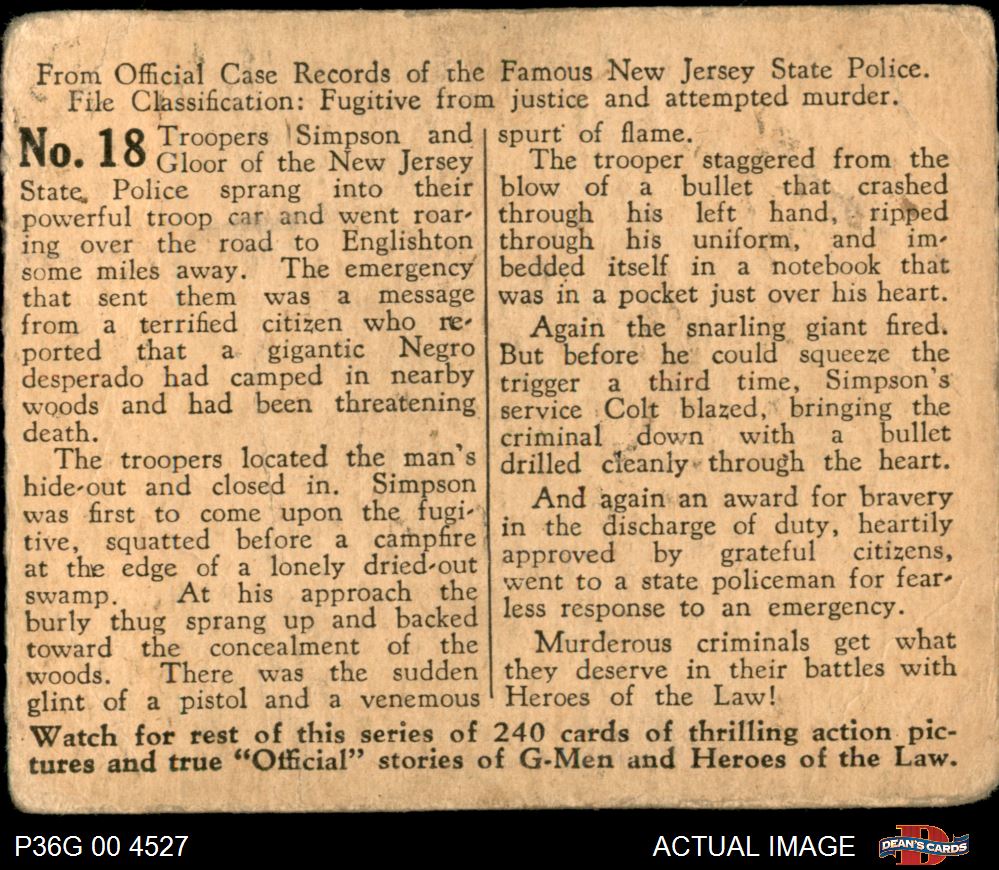 From Official Case Records of the Famous New Jersey State Police.
File Classification: Fugitive from justice and attempted murder.
No. 18 Troopers Simpson and
Gloor of the New Jersey
State Police sprang into their
powerful troop car and went roar-
ing over the road to Englishton
some miles away. The emergency
that sent them was a message
from a terrified citizen who re-
ported that a gigantic Negro
desperado had camped in nearby
woods and had been threatening
death.
The troopers located the man's
hide-out and closed in. Simpson
was first to come upon the fugi-
tive, squatted before a campfire
at the edge of a lonely dried-out
swamp. At his approach the
burly thug sprang up and backed
toward the concealment of the
woods. There was the sudden
glint of a pistol and a venemous
spurt of flame.
The trooper staggered from the
blow of a bullet that crashed
through his left hand, ripped
through his uniform, and im-
bedded itself in a notebook that
was in a pocket just over his heart.
Again the snarling giant fired.
But before he could squeeze the
trigger a third time, Simpson's
service Colt blazed, bringing the
criminal down with a bullet
drilled cleanly through the heart.
And again an award for bravery
in the discharge of duty, heartily
approved by grateful citizens,
went to a state policeman for fear-
less response to an emergency.
Murderous criminals get what
they deserve in their battles with
Heroes of the Law!
Watch for rest of this series of 240 cards of thrilling action pic-
tures and true "Official" stories of G-Men and Heroes of the Law.
P36G 00 4527
ACTUAL IMAGE
DEAN'S CARDS